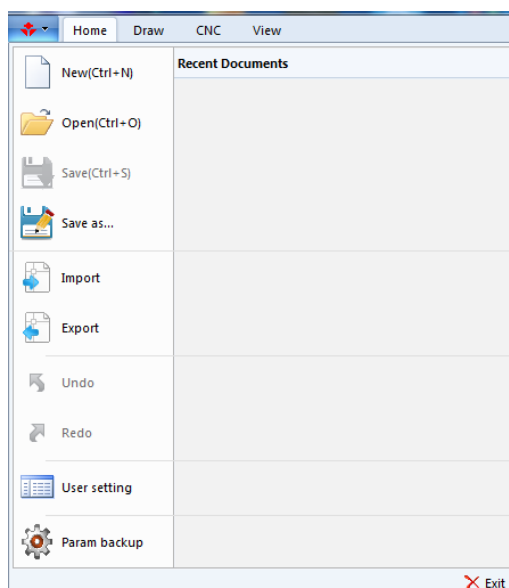 Home Draw CNC View
New(Ctrl+N)
Recent Documents
Open(Ctrl+O)
Save(Ctrl+S)
Save as...
Import
Export
Undo
Redo
User setting
Param backup
Exit